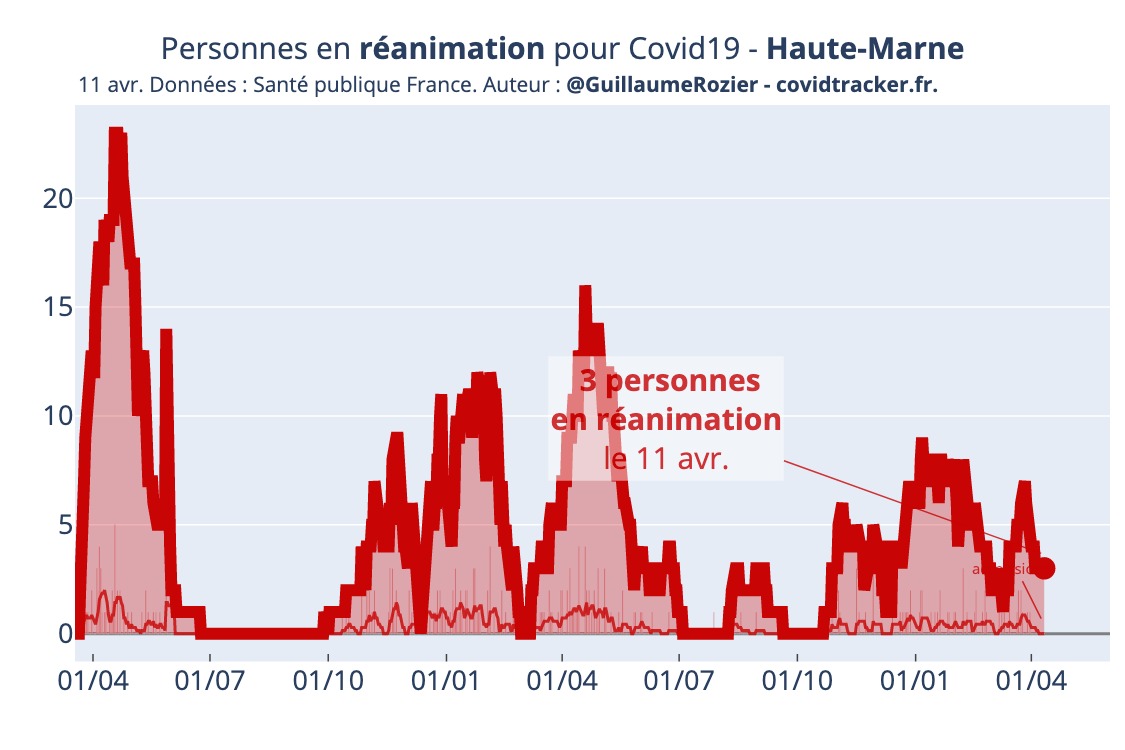 Personnes en réanimation pour Covid19 - Haute-Marne
11 avr. Données : Santé publique France. Auteur : @GuillaumeRozier - covidtracker.fr.
20
15
10
5
0
3 personnes
en réanimation
le 11 avr.
01/04
01/07
01/10
01/01
01/04
01/07
01/10
01/01
01/04